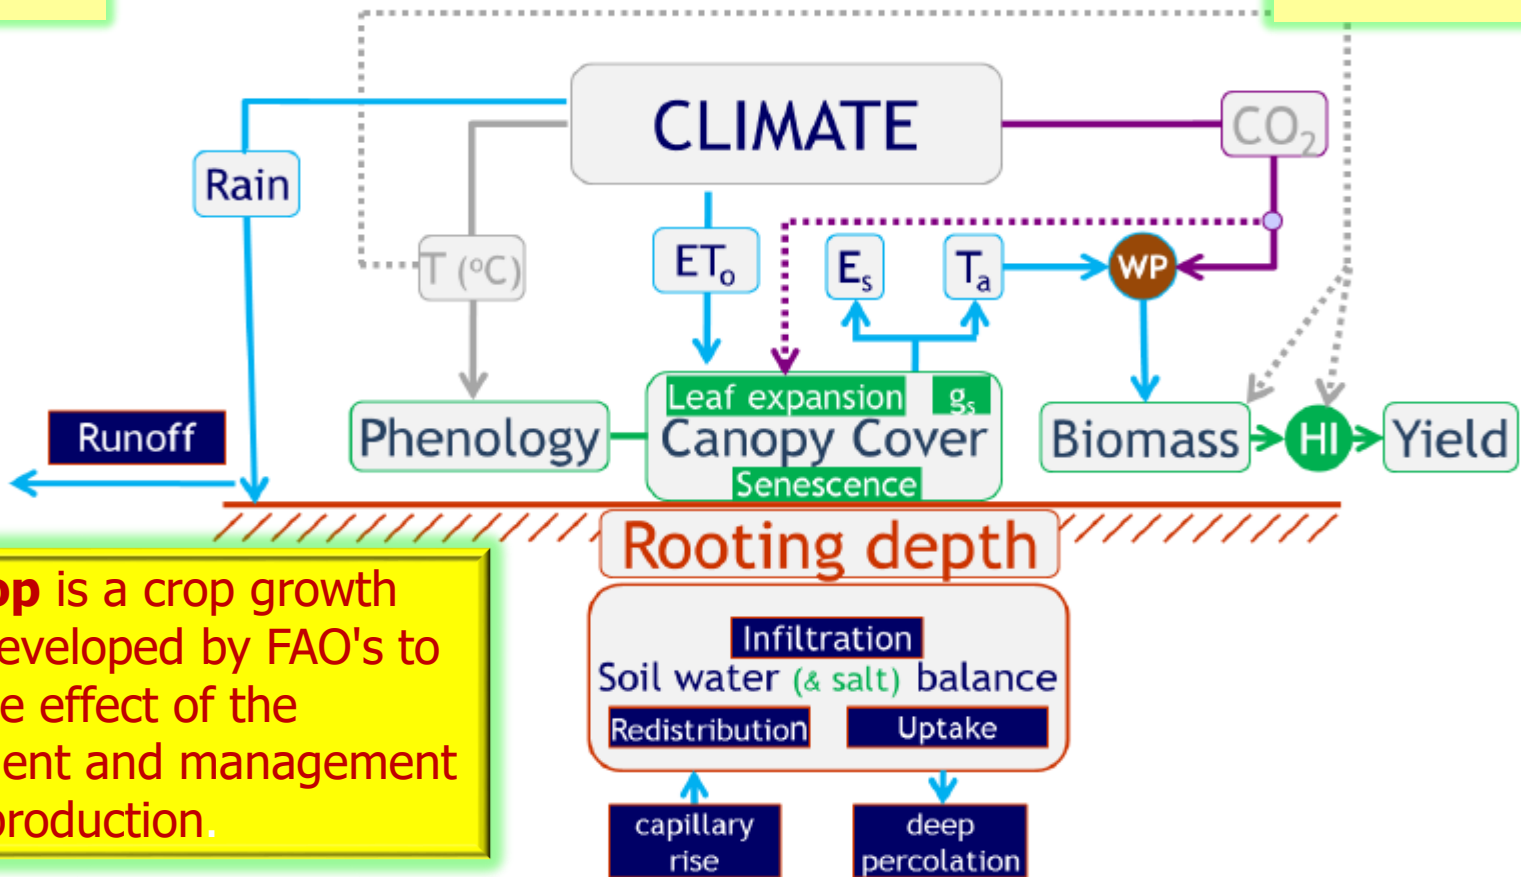 CLIMATE
CO₂
Rain
T (ºC)
ETo
Es
Ta
WP
Leaf expansion
gs
Phenology
Canopy Cover
Senescence
Biomass
HI
Yield
Runoff
Rooting depth
Infiltration
Soil water (& salt) balance
Redistribution
Uptake
capillary
rise
deep
percolation
op is a crop growth
eveloped by FAO's to
e effect of the
ent and management
production.